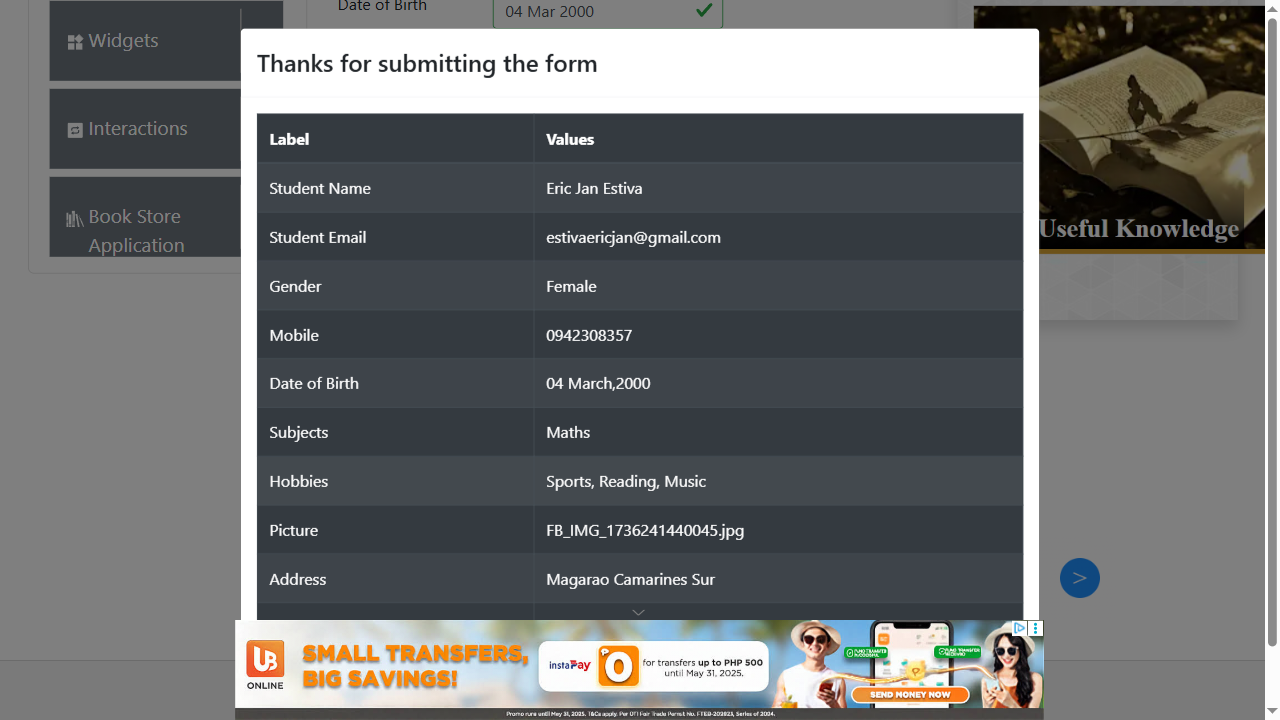 Date of Birth
04 Mar 2000
Widgets
Thanks for submitting the form
Label Values
Interactions
Student Name Eric Jan Estiva
Book Store
Application
Useful Knowledge
Student Email estivaericjan@gmail.com
Gender Female
Mobile 0942308357
Date of Birth 04 March,2000
Subjects Maths
Hobbies Sports, Reading, Music
Picture FB_IMG_1736241440045.jpg
Address Magarao Camarines Sur
>
UB
ONLINE
SMALL TRANSFERS,
BIG SAVINGS!
instaPay
P0
for transfers up to PHP 500
until May 31, 2025.
SEND MONEY NOW
Promo runs until May 31, 2025. T&Cs apply. Per DTI Fair Trade Permit No. FTEB-209823, Series of 2004.